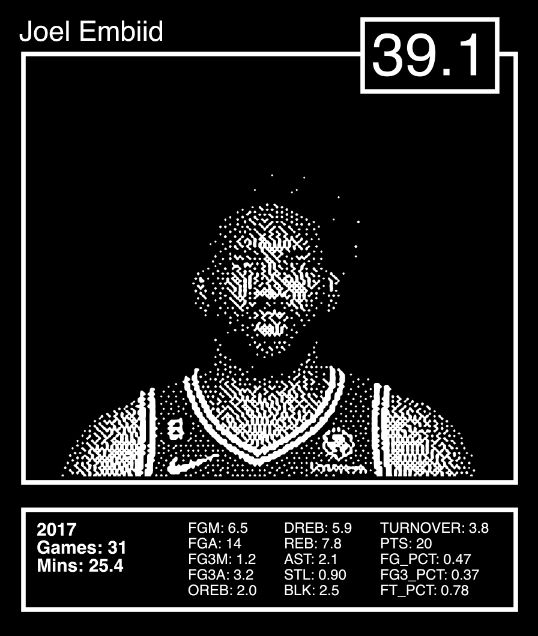 Joel Embiid
39.1
2017
Games: 31
Mins: 25.4
FGM: 6.5
FGA: 14
FG3M: 1.2
FG3A: 3.2
OREB: 2.0
DREB: 5.9
REB: 7.8
AST: 2.1
STL: 0.90
BLK: 2.5
TURNOVER: 3.8
PTS: 20
FG_PCT: 0.47
FG3_PCT: 0.37
FT_PCT: 0.78